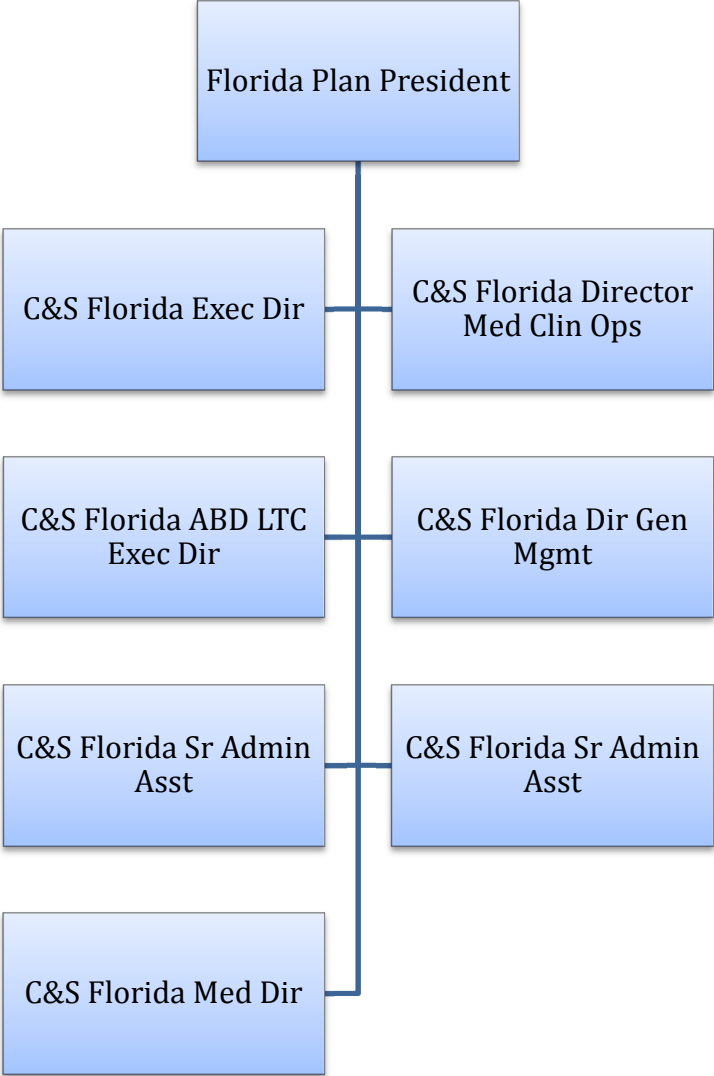 Florida Plan President
C&S Florida Exec Dir
C&S Florida Director
Med Clin Ops
C&S Florida ABD LTC
Exec Dir
C&S Florida Dir Gen
Mgmt
C&S Florida Sr Admin
Asst
C&S Florida Sr Admin
Asst
C&S Florida Med Dir